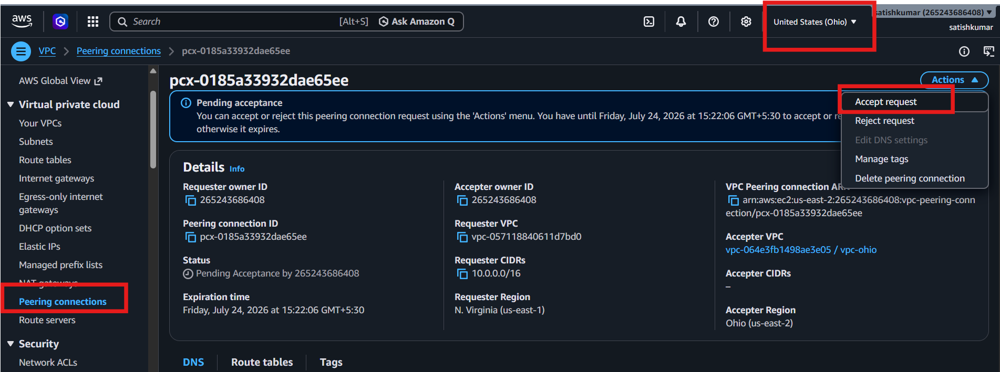 aws
Search [Alt+S] Ask Amazon Q United States (Ohio) satishkumar (265243686408)
satishkumar
VPC Peering connections pcx-0185a33932dae65ee
AWS Global View
Virtual private cloud
Your VPCs
Subnets
Route tables
Internet gateways
Egress-only internet
gateways
DHCP option sets
Elastic IPs
Managed prefix lists
NAT gateways
Peering connections
Route servers
Security
Network ACLs
pcx-0185a33932dae65ee
Actions
Accept request
Reject request
Edit DNS settings
Manage tags
Delete peering connection
Pending acceptance
You can accept or reject this peering connection request using the 'Actions' menu. You have until Friday, July 24, 2026 at 15:22:06 GMT+5:30 to accept or
otherwise it expires.
Details Info
Requester owner ID
265243686408
Peering connection ID
pcx-0185a33932dae65ee
Status
Pending Acceptance by 265243686408
Expiration time
Friday, July 24, 2026 at 15:22:06 GMT+5:30
Accepter owner ID
265243686408
Requester VPC
vpc-057118840611d7bd0
Requester CIDRs
10.0.0.0/16
Requester Region
N. Virginia (us-east-1)
VPC Peering connection ARN
arn:aws:ec2:us-east-2:265243686408:vpc-peering-conn
ection/pcx-0185a33932dae65ee
Accepter VPC
vpc-064e3fb1498ae3e05 / vpc-ohio
Accepter CIDRs
–
Accepter Region
Ohio (us-east-2)
DNS Route tables Tags